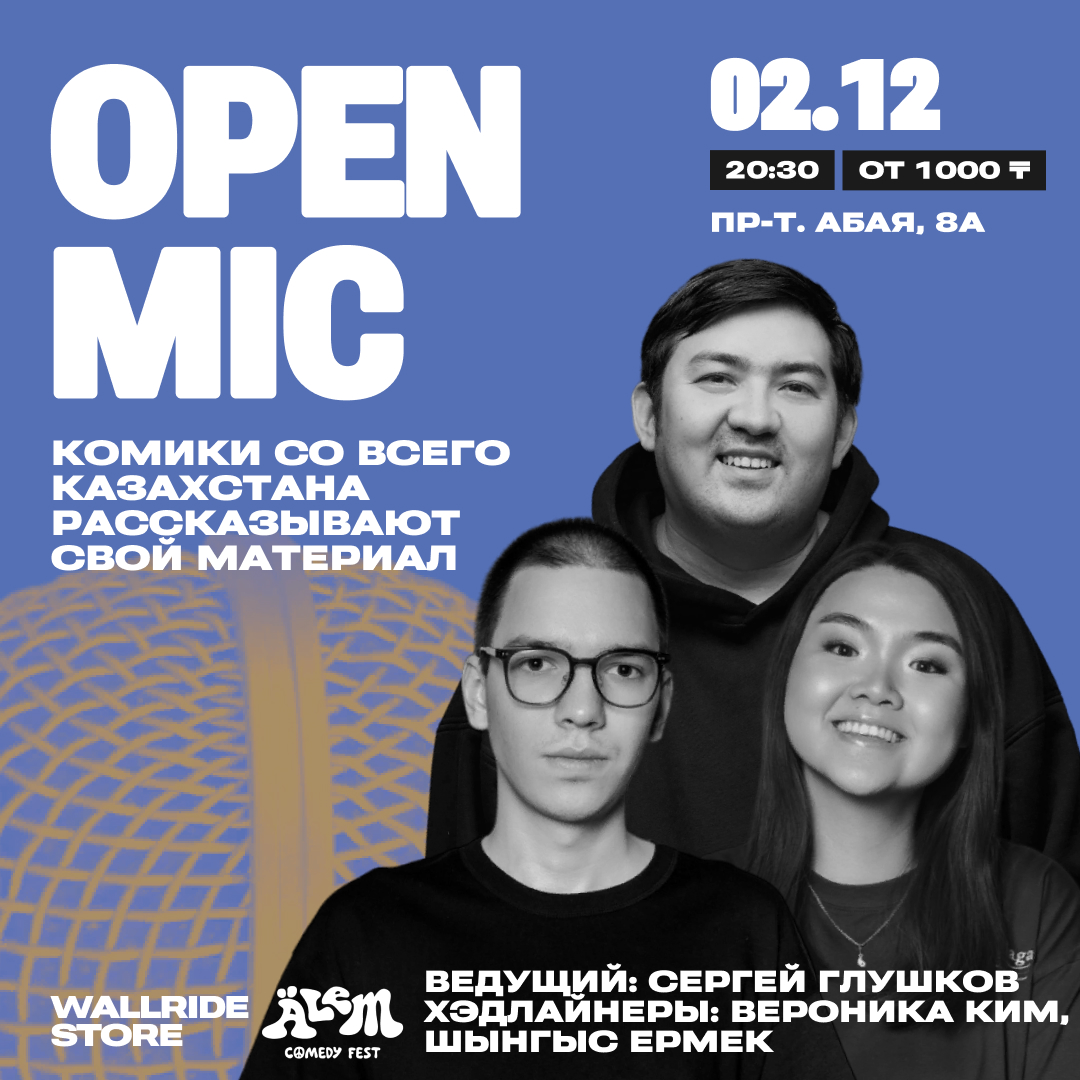 OPEN
MIC
02.12
20:30
ОТ 1000 ₸
ПР-Т. АБАЯ, 8А
КОМИКИ СО ВСЕГО
КАЗАХСТАНА
РАССКАЗЫВАЮТ
СВОЙ МАТЕРИАЛ
WALLRIDE
STORE
ÄLEM
COMEDY FEST
ВЕДУЩИЙ: СЕРГЕЙ ГЛУШКОВ
ХЭДЛАЙНЕРЫ: ВЕРОНИКА КИМ,
ШЫНГЫС ЕРМЕК